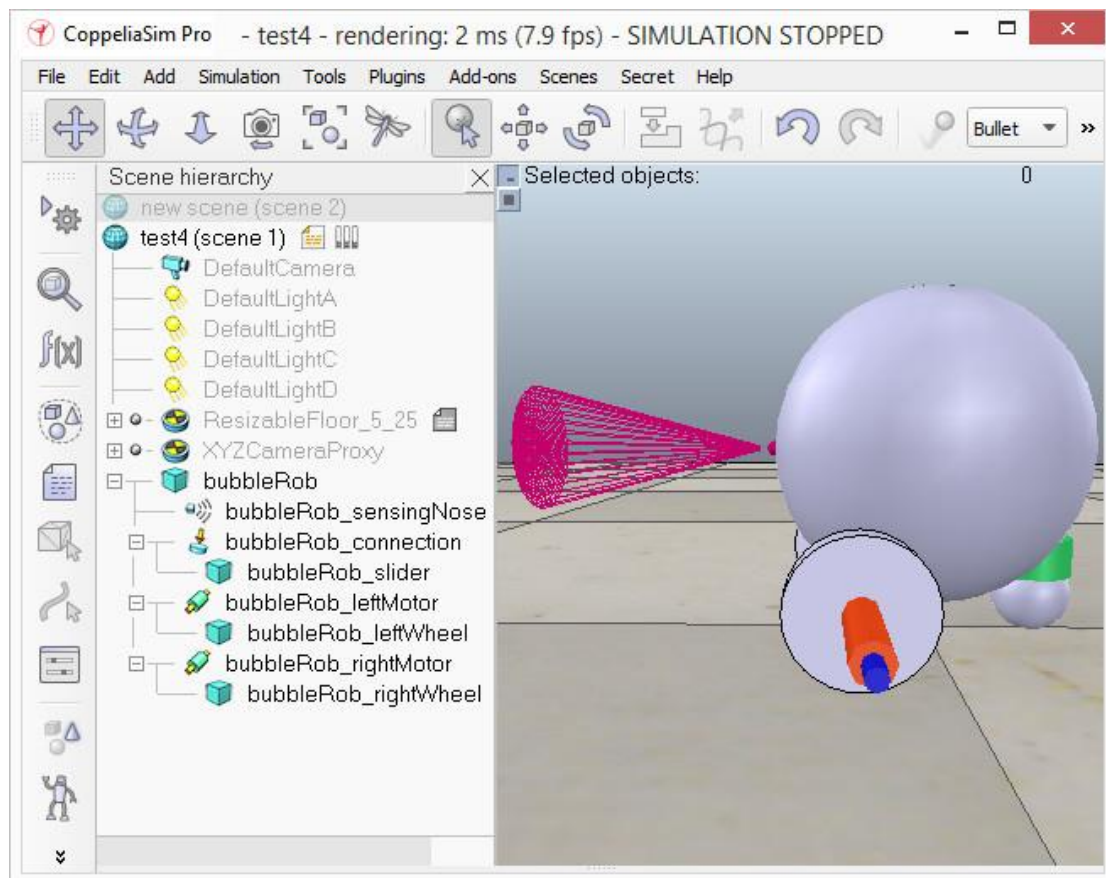 CoppeliaSim Pro - test4 - rendering: 2 ms (7.9 fps) - SIMULATION STOPPED
File Edit Add Simulation Tools Plugins Add-ons Scenes Secret Help
Bullet
Scene hierarchy
Selected objects: 0
new scene (scene 2)
test4 (scene 1)
DefaultCamera
DefaultLightA
DefaultLightB
DefaultLightC
DefaultLightD
f(x)
ResizableFloor_5_25
XYZCameraProxy
bubbleRob
bubbleRob_sensingNose
bubbleRob_connection
bubbleRob_slider
bubbleRob_leftMotor
bubbleRob_leftWheel
bubbleRob_rightMotor
bubbleRob_rightWheel